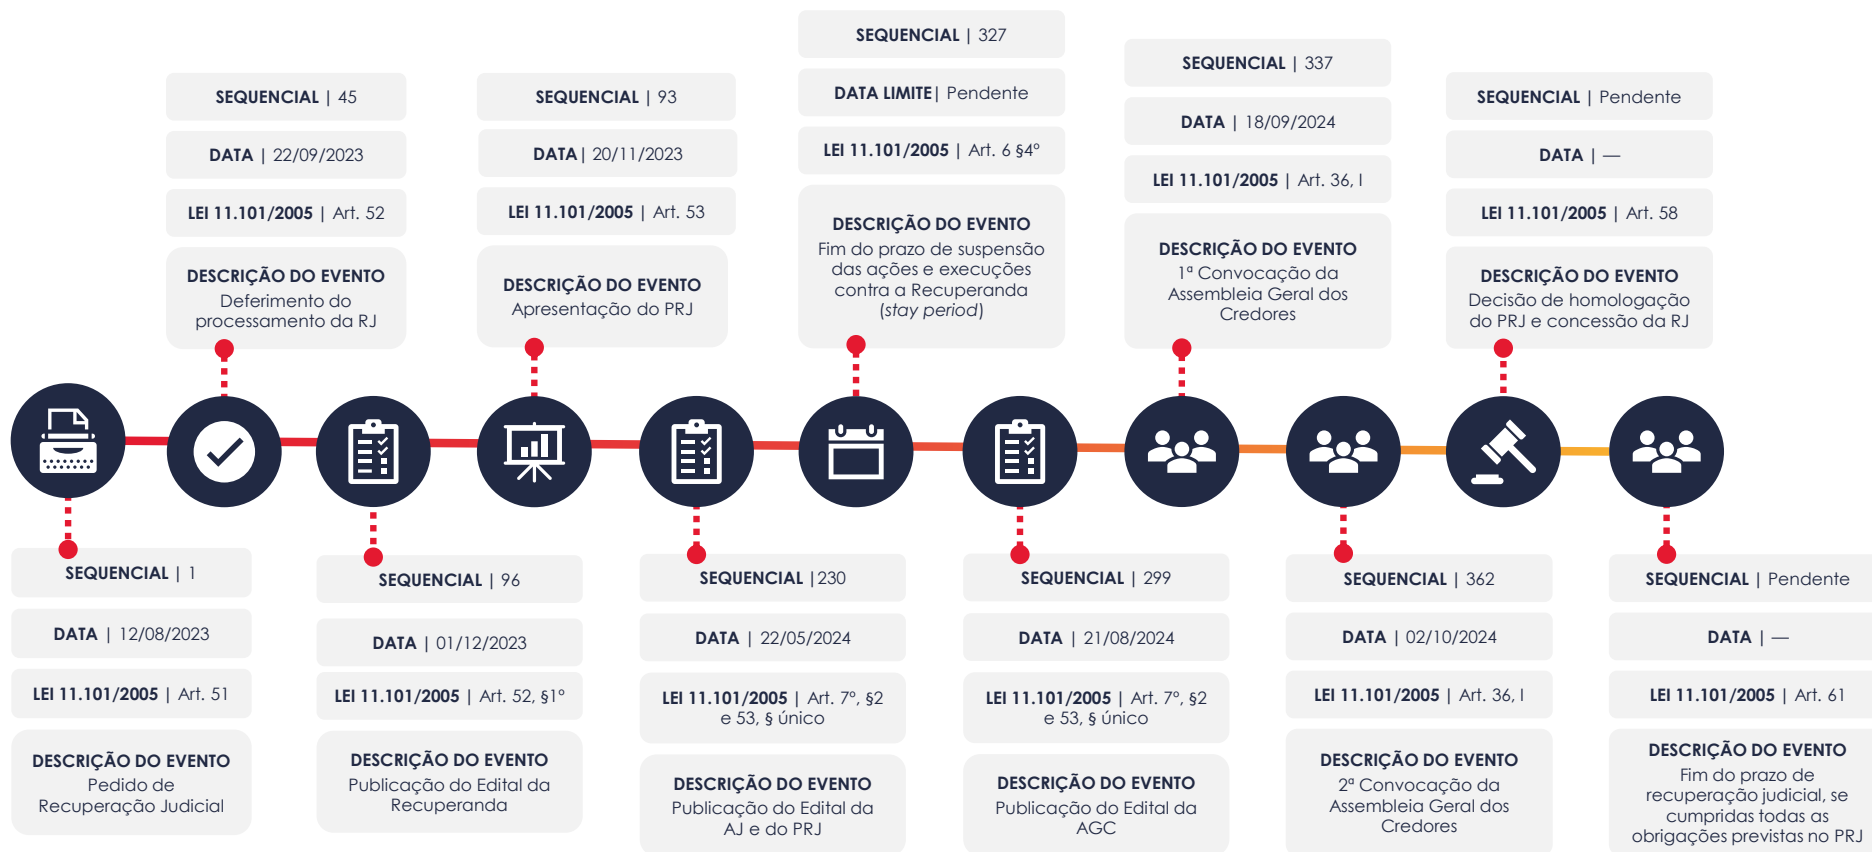 SEQUENCIAL | 1
DATA | 12/08/2023
LEI 11.101/2005 | Art. 51
DESCRIÇÃO DO EVENTO
Pedido de
Recuperação Judicial
SEQUENCIAL | 45
DATA | 22/09/2023
LEI 11.101/2005 | Art. 52
DESCRIÇÃO DO EVENTO
Deferimento do
processamento da RJ
SEQUENCIAL | 96
DATA | 01/12/2023
LEI 11.101/2005 | Art. 52, §1º
DESCRIÇÃO DO EVENTO
Publicação do Edital da
Recuperanda
SEQUENCIAL | 93
DATA| 20/11/2023
LEI 11.101/2005 | Art. 53
DESCRIÇÃO DO EVENTO
Apresentação do PRJ
SEQUENCIAL |230
DATA | 22/05/2024
LEI 11.101/2005 | Art. 7º, §2
e 53, § único
DESCRIÇÃO DO EVENTO
Publicação do Edital da
AJ e do PRJ
SEQUENCIAL | 327
DATA LIMITE| Pendente
LEI 11.101/2005 | Art. 6 §4º
DESCRIÇÃO DO EVENTO
Fim do prazo de suspensão
das ações e execuções
contra a Recuperanda
(stay period)
SEQUENCIAL | 299
DATA | 21/08/2024
LEI 11.101/2005 | Art. 7º, §2
e 53, § único
DESCRIÇÃO DO EVENTO
Publicação do Edital da
AGC
SEQUENCIAL | 337
DATA | 18/09/2024
LEI 11.101/2005 | Art. 36, I
DESCRIÇÃO DO EVENTO
1ª Convocação da
Assembleia Geral dos
Credores
SEQUENCIAL | 362
DATA | 02/10/2024
LEI 11.101/2005 | Art. 36, I
DESCRIÇÃO DO EVENTO
2ª Convocação da
Assembleia Geral dos
Credores
SEQUENCIAL | Pendente
DATA | —
LEI 11.101/2005 | Art. 58
DESCRIÇÃO DO EVENTO
Decisão de homologação
do PRJ e concessão da RJ
SEQUENCIAL | Pendente
DATA | —
LEI 11.101/2005 | Art. 61
DESCRIÇÃO DO EVENTO
Fim do prazo de
recuperação judicial, se
cumpridas todas as
obrigações previstas no PRJ